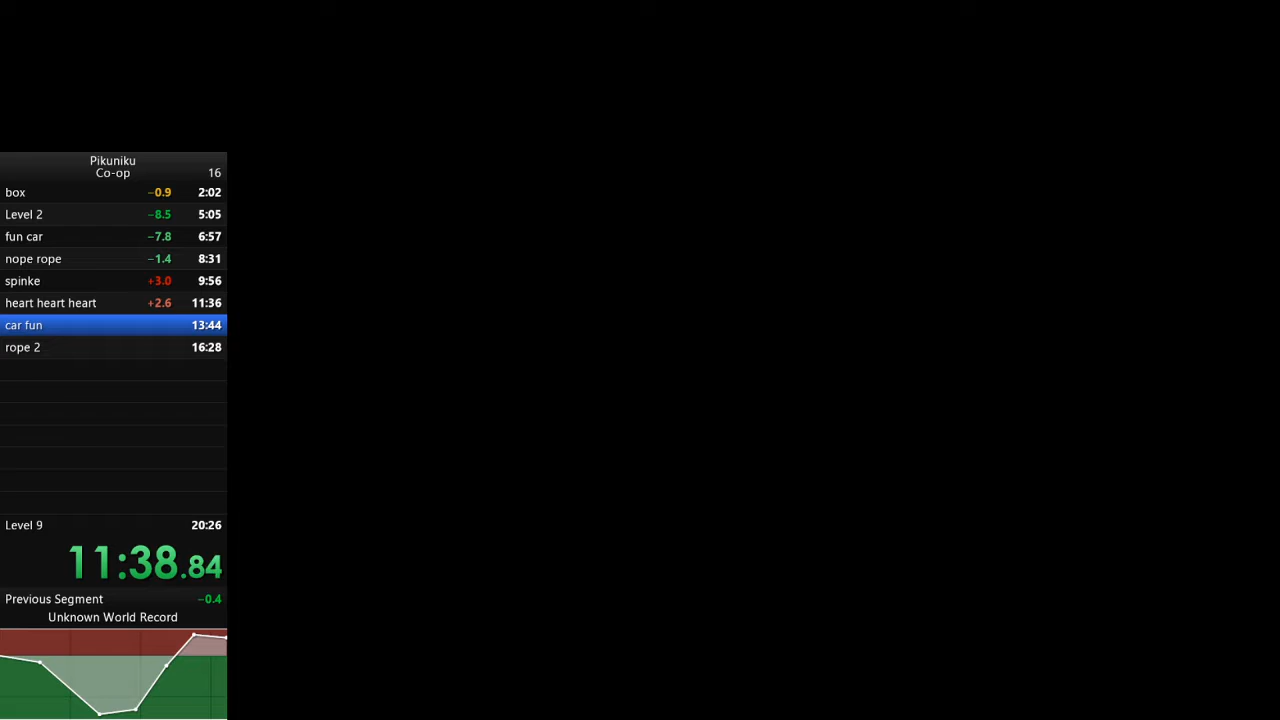 Pikuniku
Co-op 16
box −0.9 2:02
Level 2 −8.5 5:05
fun car −7.8 6:57
nope rope −1.4 8:31
spinke +3.0 9:56
heart heart heart +2.6 11:36
car fun 13:44
rope 2 16:28
Level 9 20:26
11:38.84
Previous Segment −0.4
Unknown World Record